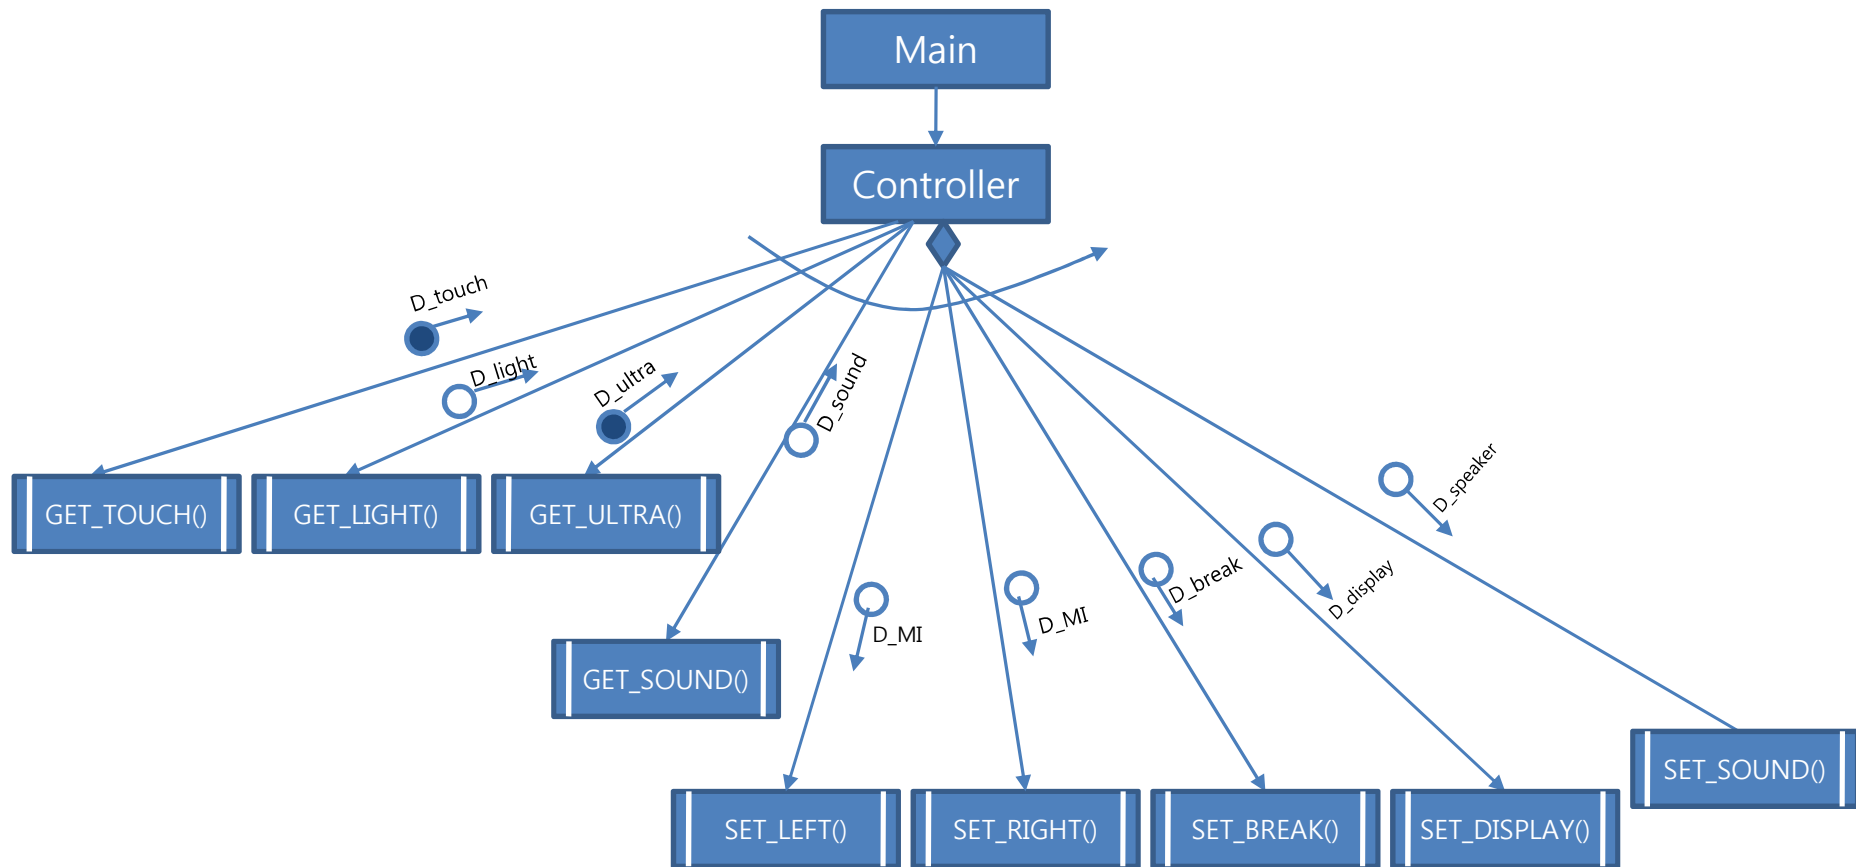 Main
Controller
D_touch
D_light
D_ultra
D_sound
D_speaker
GET_TOUCH()
GET_LIGHT()
GET_ULTRA()
D_break
D_display
D_MI
D_MI
GET_SOUND()
SET_SOUND()
SET_LEFT()
SET_RIGHT()
SET_BREAK()
SET_DISPLAY()